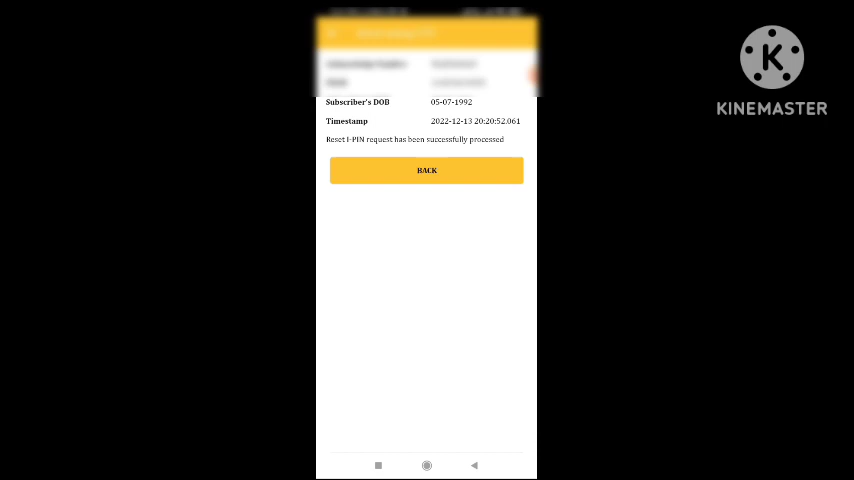 Subscriber's DOB 05-07-1992
Timestamp 2022-12-13 20:20:52.061
Reset I-PIN request has been successfully processed
BACK
K
KINEMASTER